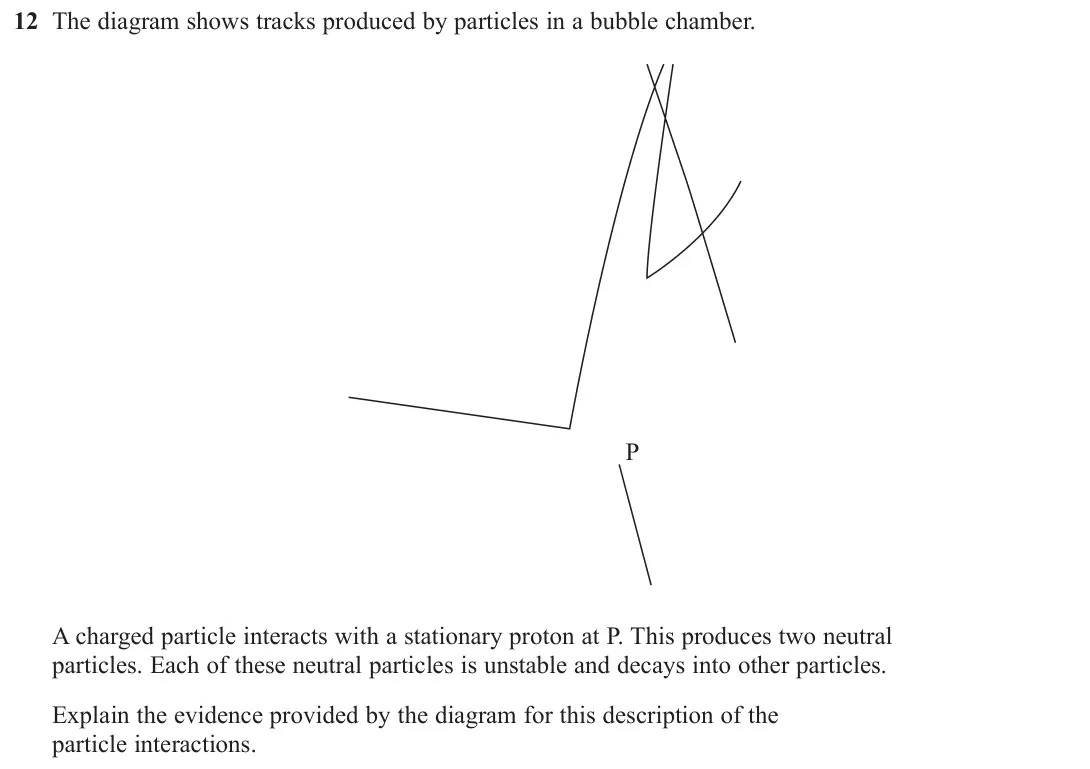 12 The diagram shows tracks produced by particles in a bubble chamber.
P
A charged particle interacts with a stationary proton at P. This produces two neutral
particles. Each of these neutral particles is unstable and decays into other particles.
Explain the evidence provided by the diagram for this description of the
particle interactions.